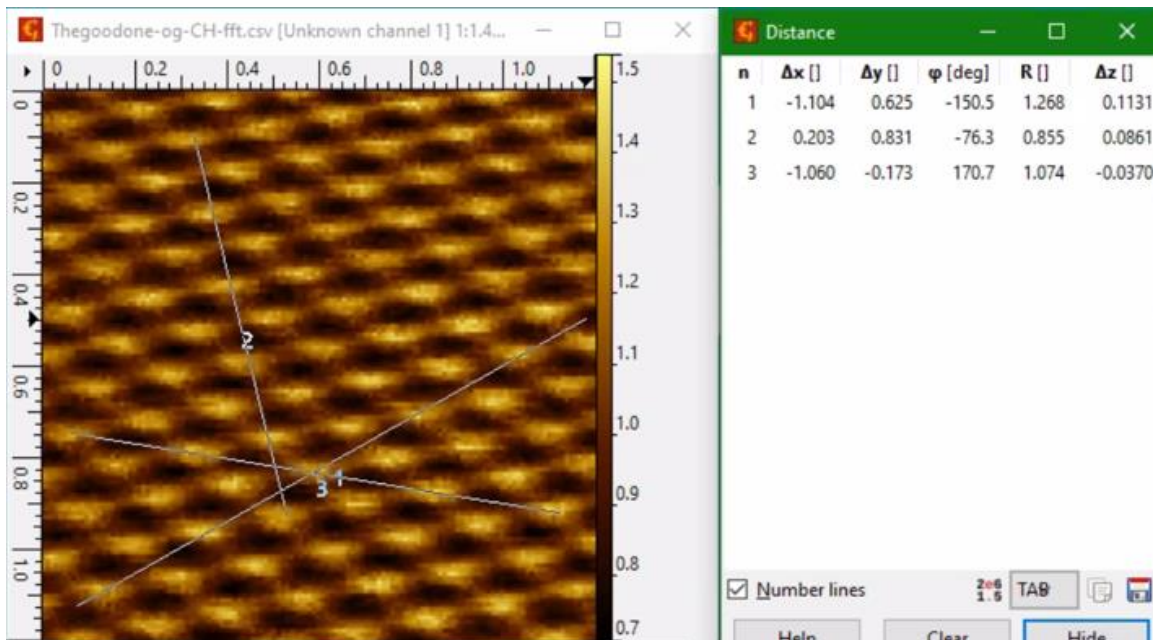 Thegoodone-og-CH-fft.csv [Unknown channel 1] 1:1.4...
0 0.2 0.4 0.6 0.8 1.0
0
0.2
0.4
0.6
0.8
1.0
1.5
1.4
1.3
1.2
1.1
1.0
0.9
0.8
0.7
2
3 1
Distance
n Δx [] Δy [] φ [deg] R [] Δz []
1 -1.104 0.625 -150.5 1.268 0.1131
2 0.203 0.831 -76.3 0.855 0.0861
3 -1.060 -0.173 170.7 1.074 -0.0370
Number lines
2e6
1.5
TAB
Help Clear Hide